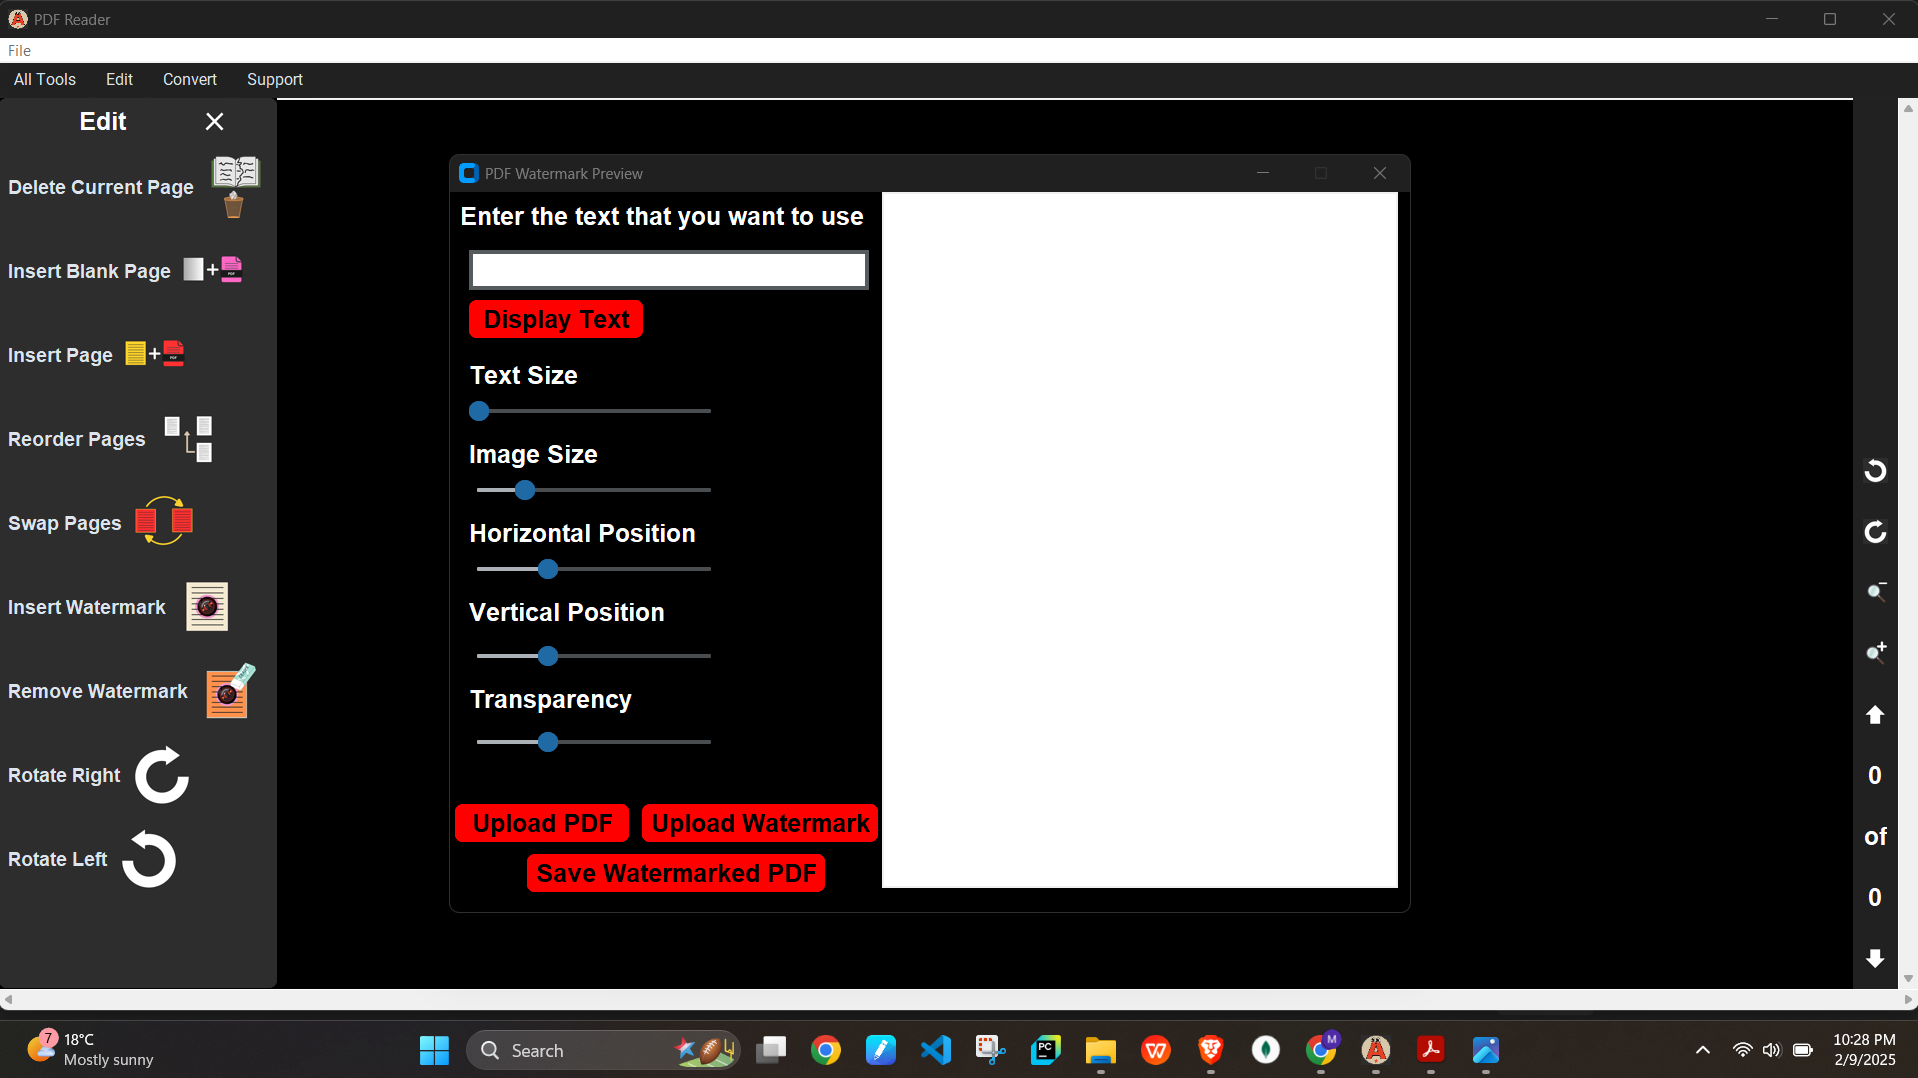 PDF Reader
File
All Tools Edit Convert Support
Edit
Delete Current Page
Insert Blank Page
Insert Page
Reorder Pages
Swap Pages
Insert Watermark
Remove Watermark
Rotate Right
Rotate Left
PDF Watermark Preview
Enter the text that you want to use
Display Text
Text Size
Image Size
Horizontal Position
Vertical Position
Transparency
Upload PDF Upload Watermark
Save Watermarked PDF
0
of
0
7
18°C
Mostly sunny
Search
PC
W
M
10:28 PM
2/9/2025